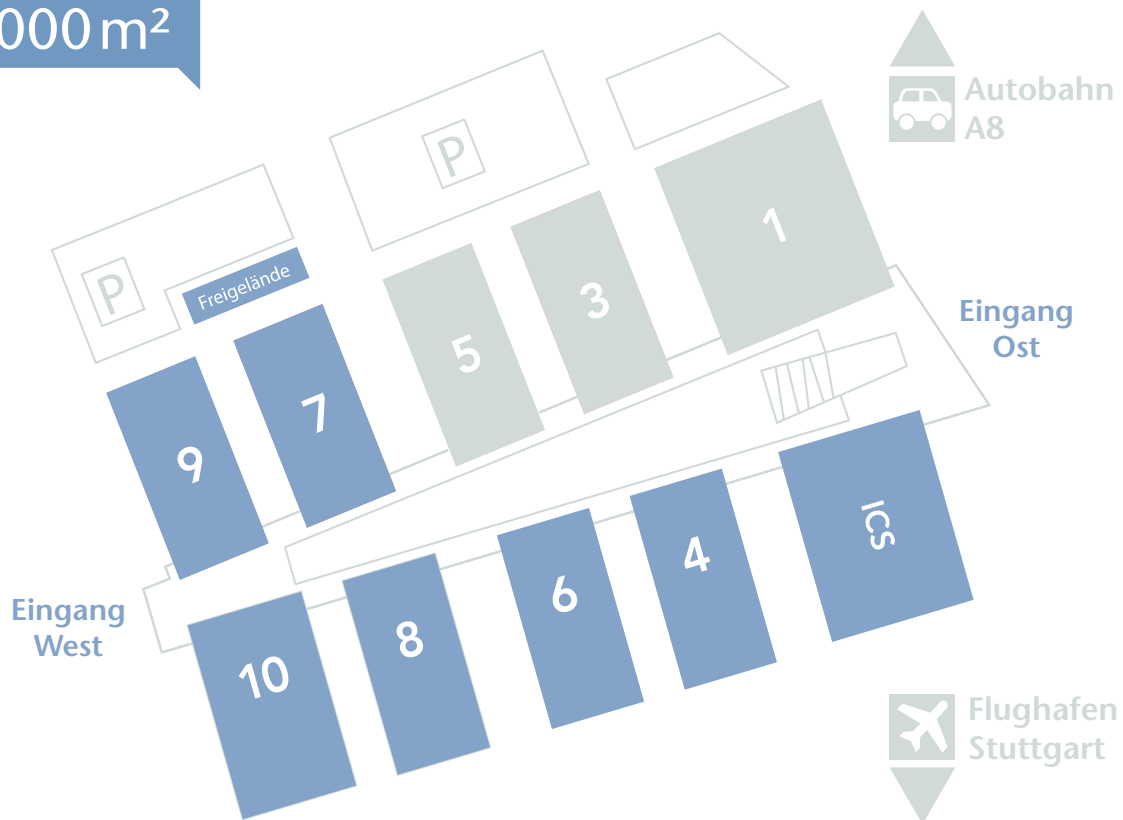 000 m²
Autobahn
A8
P
P
Freigelände
1
3
5
7
9
Eingang
Ost
ICS
4
6
8
10
Eingang
West
Flughafen
Stuttgart